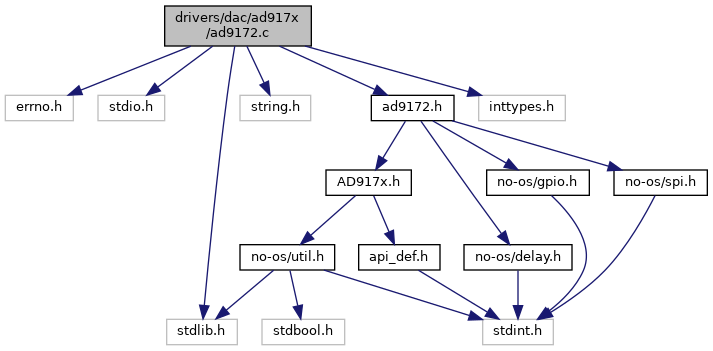 drivers/dac/ad917x
/ad9172.c
errno.h
stdio.h
string.h
ad9172.h
inttypes.h
AD917x.h
no-os/gpio.h
no-os/spi.h
no-os/util.h
api_def.h
no-os/delay.h
stdlib.h
stdbool.h
stdint.h